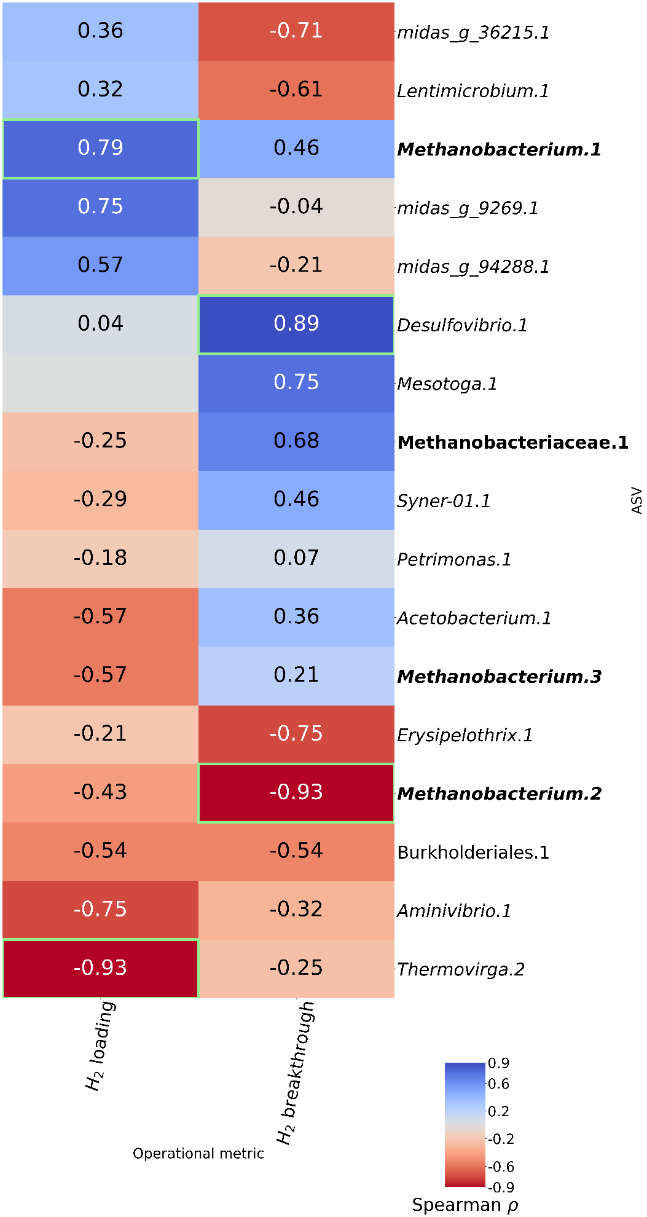 0.36 -0.71 midas_g_36215.1
0.32 -0.61 Lentimicrobium.1
0.79 0.46 Methanobacterium.1
0.75 -0.04 midas_g_9269.1
0.57 -0.21 midas_g_94288.1
0.04 0.89 Desulfovibrio.1
0.75 Mesotoga.1
-0.25 0.68 Methanobacteriaceae.1
-0.29 0.46 Syner-01.1
ASV
-0.18 0.07 Petrimonas.1
-0.57 0.36 Acetobacterium.1
-0.57 0.21 Methanobacterium.3
-0.21 -0.75 Erysipelothrix.1
-0.43 -0.93 Methanobacterium.2
-0.54 -0.54 Burkholderiales.1
-0.75 -0.32 Aminivibrio.1
-0.93 -0.25 Thermovirga.2
H₂ loading
H₂ breakthrough
Operational metric
0.9
0.6
0.2
-0.2
-0.6
-0.9
Spearman ρ